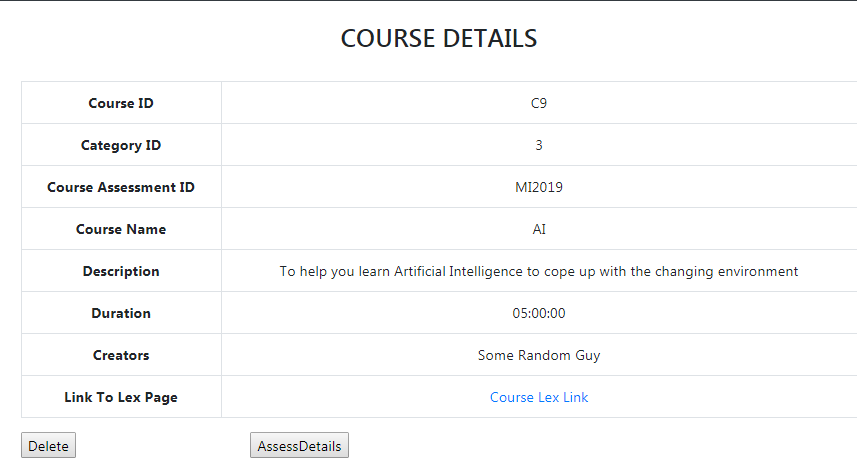 COURSE DETAILS
Course ID C9
Category ID 3
Course Assessment ID MI2019
Course Name AI
Description To help you learn Artificial Intelligence to cope up with the changing environment
Duration 05:00:00
Creators Some Random Guy
Link To Lex Page Course Lex Link
Delete AssessDetails